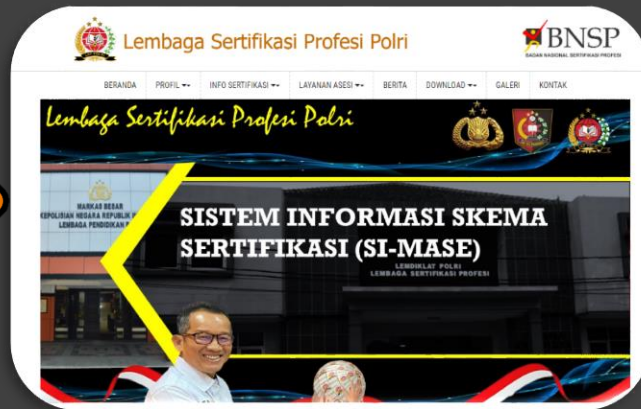 Lembaga Sertifikasi Profesi Polri
BNSP
BADAN NASIONAL SERTIFIKASI PROFESI
BERANDA PROFIL INFO SERTIFIKASI LAYANAN ASESI BERITA DOWNLOAD GALERI KONTAK
Lembaga Sertifikasi Profesi Polri
MARKAS BESAR
KEPOLISIAN NEGARA REPUBLIK
LEMBAGA PENDIDIKAN
SISTEM INFORMASI SKEMA
SERTIFIKASI (SI-MASE)
LEMDIKLAT POLRI
LEMBAGA SERTIFIKASI PROFESI